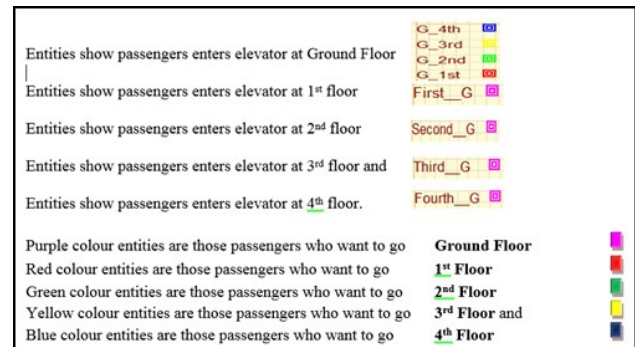 G_4th
G_3rd
Entities show passengers enters elevator at Ground Floor
G_2nd
G_1st
Entities show passengers enters elevator at 1st floor First__G
Entities show passengers enters elevator at 2nd floor Second__G
Entities show passengers enters elevator at 3rd floor and Third__G
Entities show passengers enters elevator at 4th floor. Fourth__G
Purple colour entities are those passengers who want to go Ground Floor
Red colour entities are those passengers who want to go 1st Floor
Green colour entities are those passengers who want to go 2nd Floor
Yellow colour entities are those passengers who want to go 3rd Floor and
Blue colour entities are those passengers who want to go 4th Floor